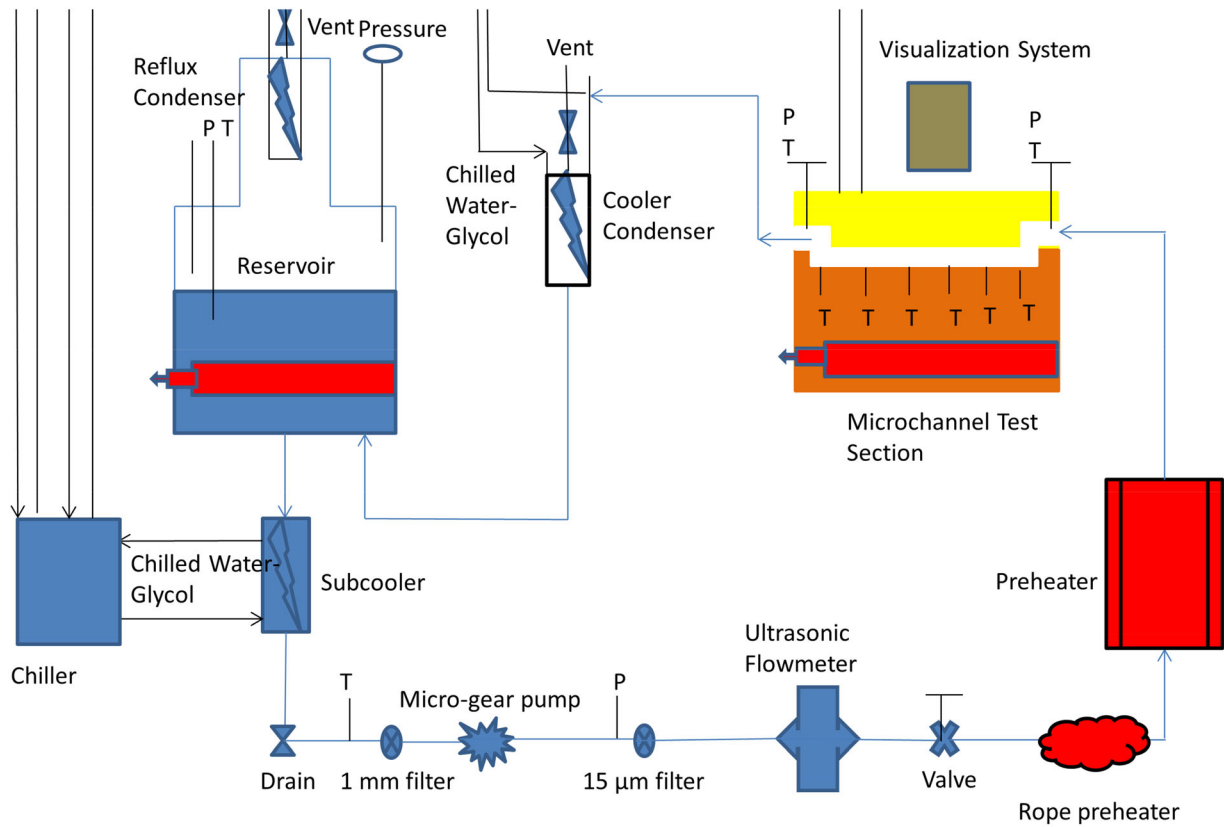 Vent
Pressure
Reflux
Condenser
P T
Reservoir
Vent
Chilled
Water-
Glycol
Cooler
Condenser
Visualization System
P
T
P
T
T
T
T
T
T
T
Microchannel Test
Section
Chilled Water-
Glycol
Subcooler
Chiller
Preheater
Ultrasonic
Flowmeter
T
Micro-gear pump
P
Drain
1 mm filter
15 µm filter
Valve
Rope preheater